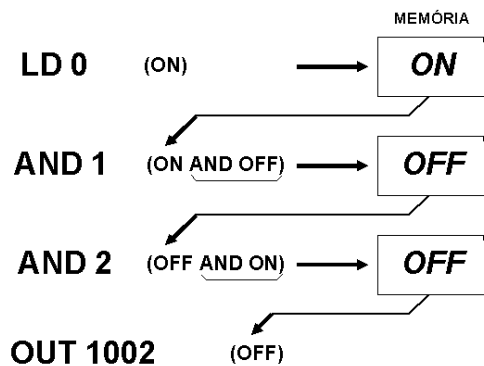 MEMÓRIA
LD 0 (ON) ON
AND 1 (ON AND OFF) OFF
AND 2 (OFF AND ON) OFF
OUT 1002 (OFF)